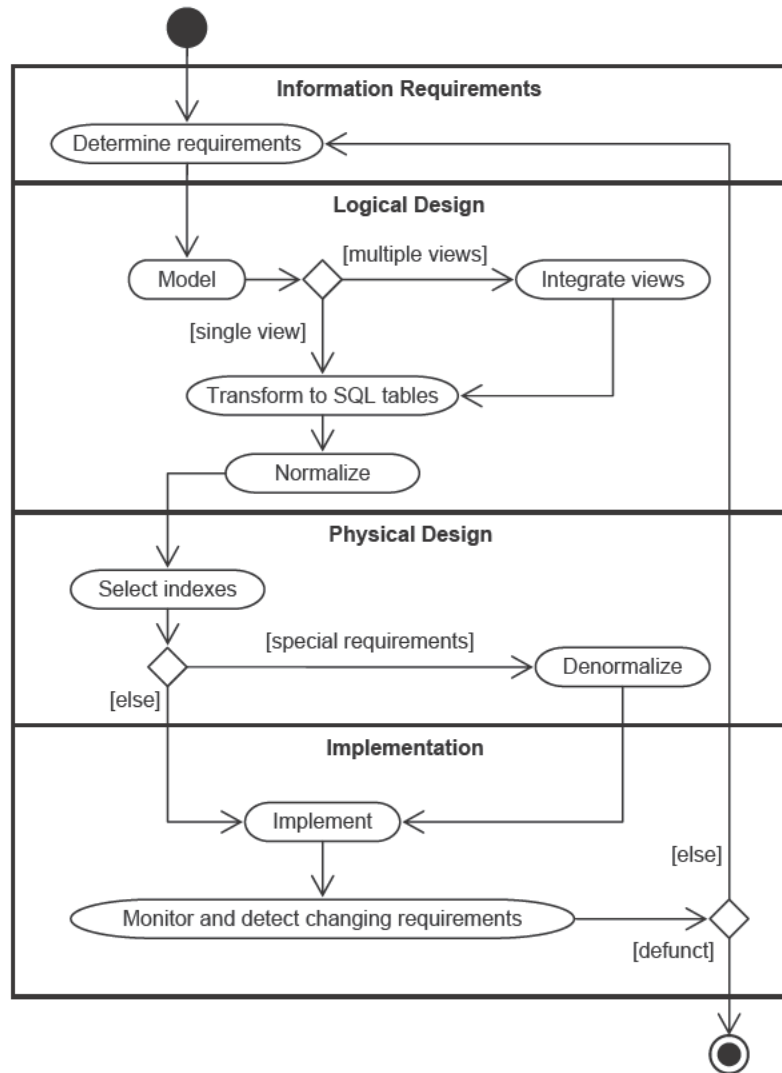 Information Requirements
Determine requirements
Logical Design
[multiple views]
Model
Integrate views
[single view]
Transform to SQL tables
Normalize
Physical Design
Select indexes
[special requirements]
Denormalize
[else]
Implementation
Implement
[else]
Monitor and detect changing requirements
[defunct]